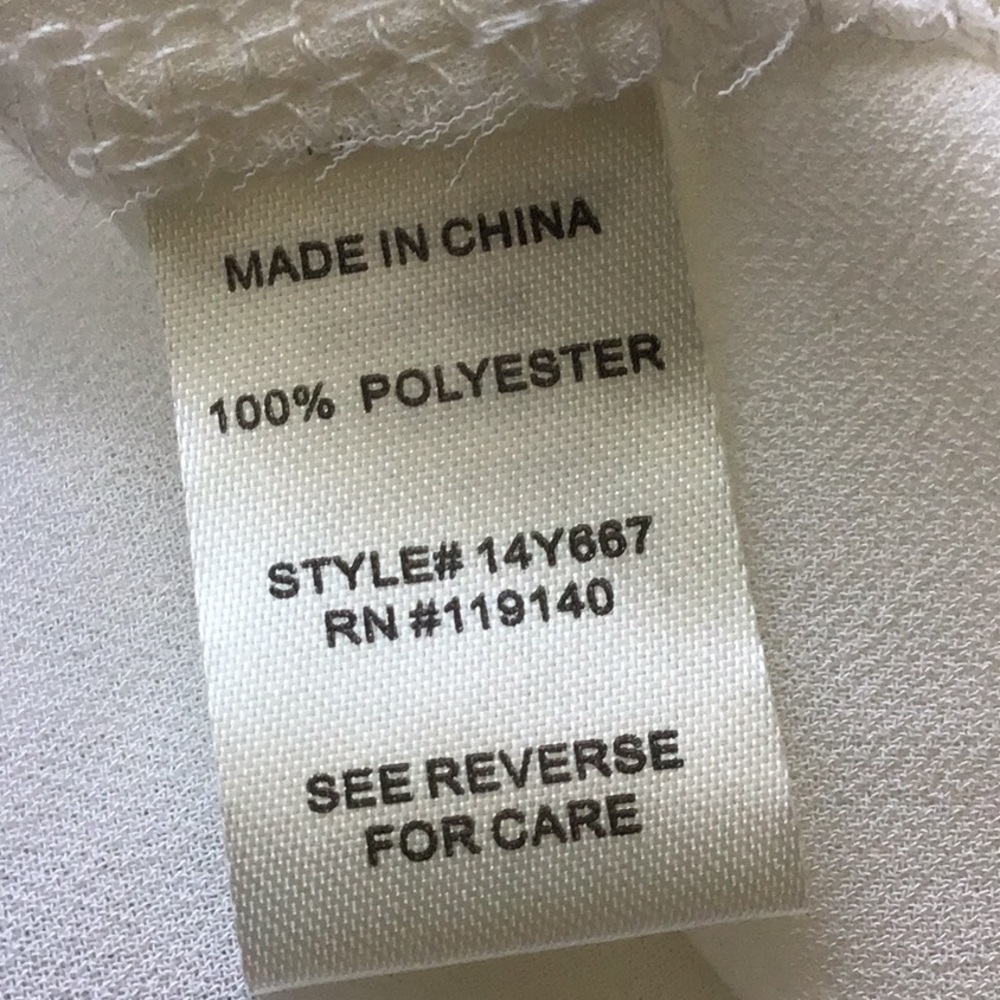 MADE IN CHINA
100% POLYESTER
STYLE# 14Y667
RN #119140
SEE REVERSE
FOR CARE